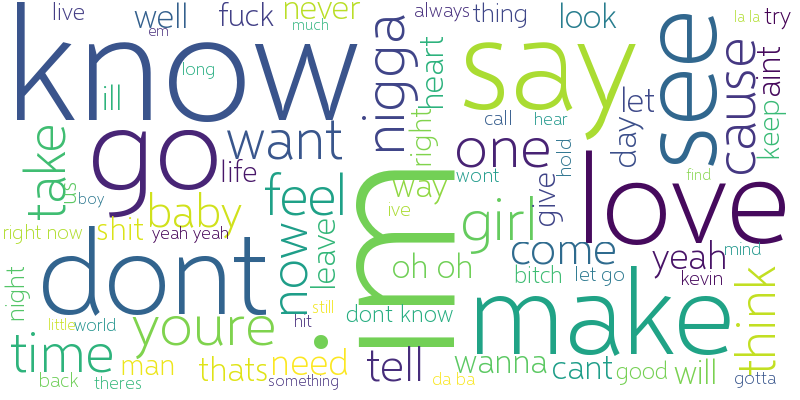 live
well
fuck
never
always
thing
look
la la
try
em
much
know
long
ill
nigga
heart
say
see
cause
aint
keep
let
day
call
hear
go
want
right
one
hold
take
us
boy
life
feel
way
wont
give
find
love
baby
shit
yeah yeah
right now
ive
girl
now
leave
come
yeah
mind
dont
im
oh oh
bitch
let go
kevin
night
still
dont know
make
think
little
world
youre
hit
.
time
man
thats
need
tell
wanna
cant
good
will
gotta
back
theres
something
da ba